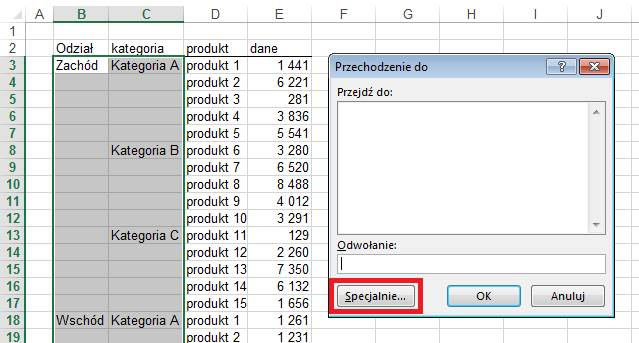 A B C D E F G H I J
1
2 Odział kategoria produkt dane
3 Zachód Kategoria A produkt 1 1 441
4 produkt 2 6 221
5 produkt 3 281
6 produkt 4 3 836
7 produkt 5 5 541
8 Kategoria B produkt 6 3 280
9 produkt 7 6 520
10 produkt 8 8 488
11 produkt 9 4 012
12 produkt 10 3 291
13 Kategoria C produkt 11 129
14 produkt 12 2 260
15 produkt 13 7 350
16 produkt 14 6 132
17 produkt 15 1 656
18 Wschód Kategoria A produkt 1 1 261
19 produkt 2 1 231
Przechodzenie do
Przejdź do:
Odwołanie:
Specjalnie... OK Anuluj